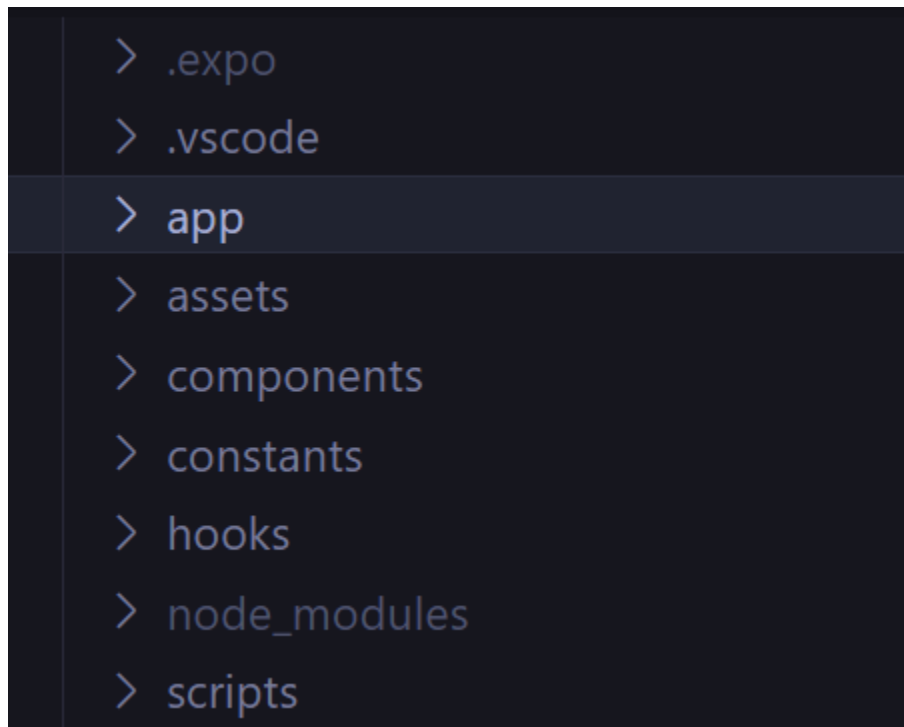 .expo
.vscode
app
assets
components
constants
hooks
node_modules
scripts